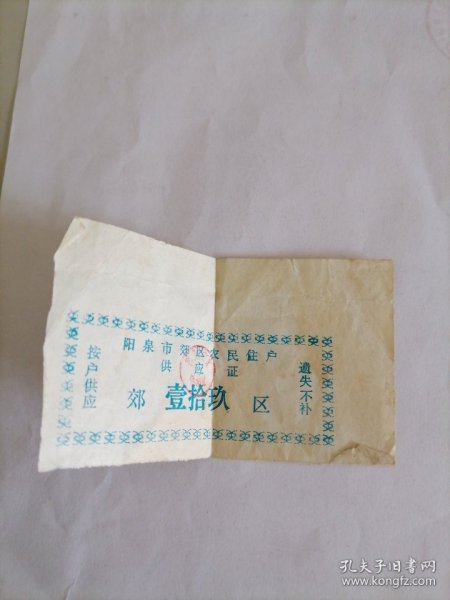 阳泉市郊区农民住户
供应证
按户供应
郊 壹拾玖 区
遗失不补
孔夫子旧书网
www.kongfz.com